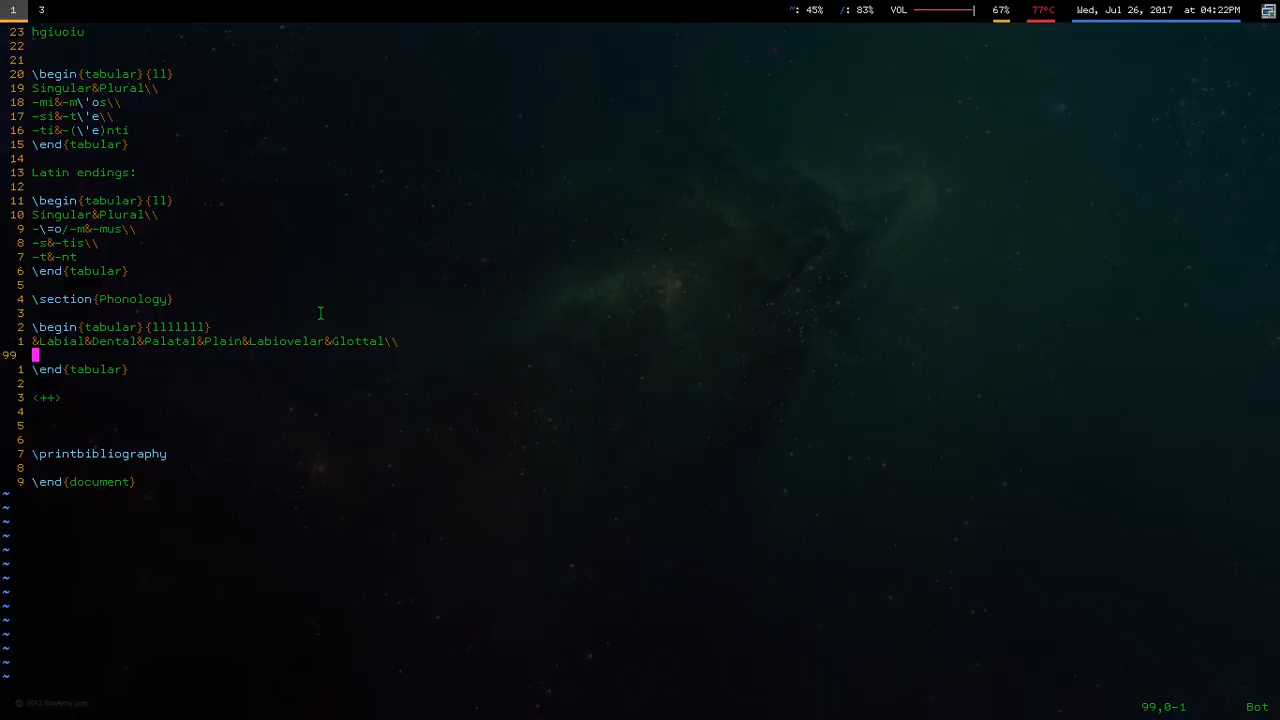 1 3 ~: 45% /: 83% VOL 67% 77°C Wed, Jul 26, 2017 at 04:22PM
23 hgiuoiu
22
21
20 \begin{tabular}{ll}
19 Singular&Plural\\
18 -mi&-m\'os\\
17 -si&-t\'e\\
16 -ti&-(\'e)nti
15 \end{tabular}
14
13 Latin endings:
12
11 \begin{tabular}{ll}
10 Singular&Plural\\
9 -\=o/-m&-mus\\
8 -s&-tis\\
7 -t&-nt
6 \end{tabular}
5
4 \section{Phonology}
3
2 \begin{tabular}{lllllll}
1 &Labial&Dental&Palatal&Plain&Labiovelar&Glottal\\
99
1 \end{tabular}
2
3 <++>
4
5
6
7 \printbibliography
8
9 \end{document}
~
~
~
~
~
~
~
~
~
~
~
~
~
~
99,0-1 Bot